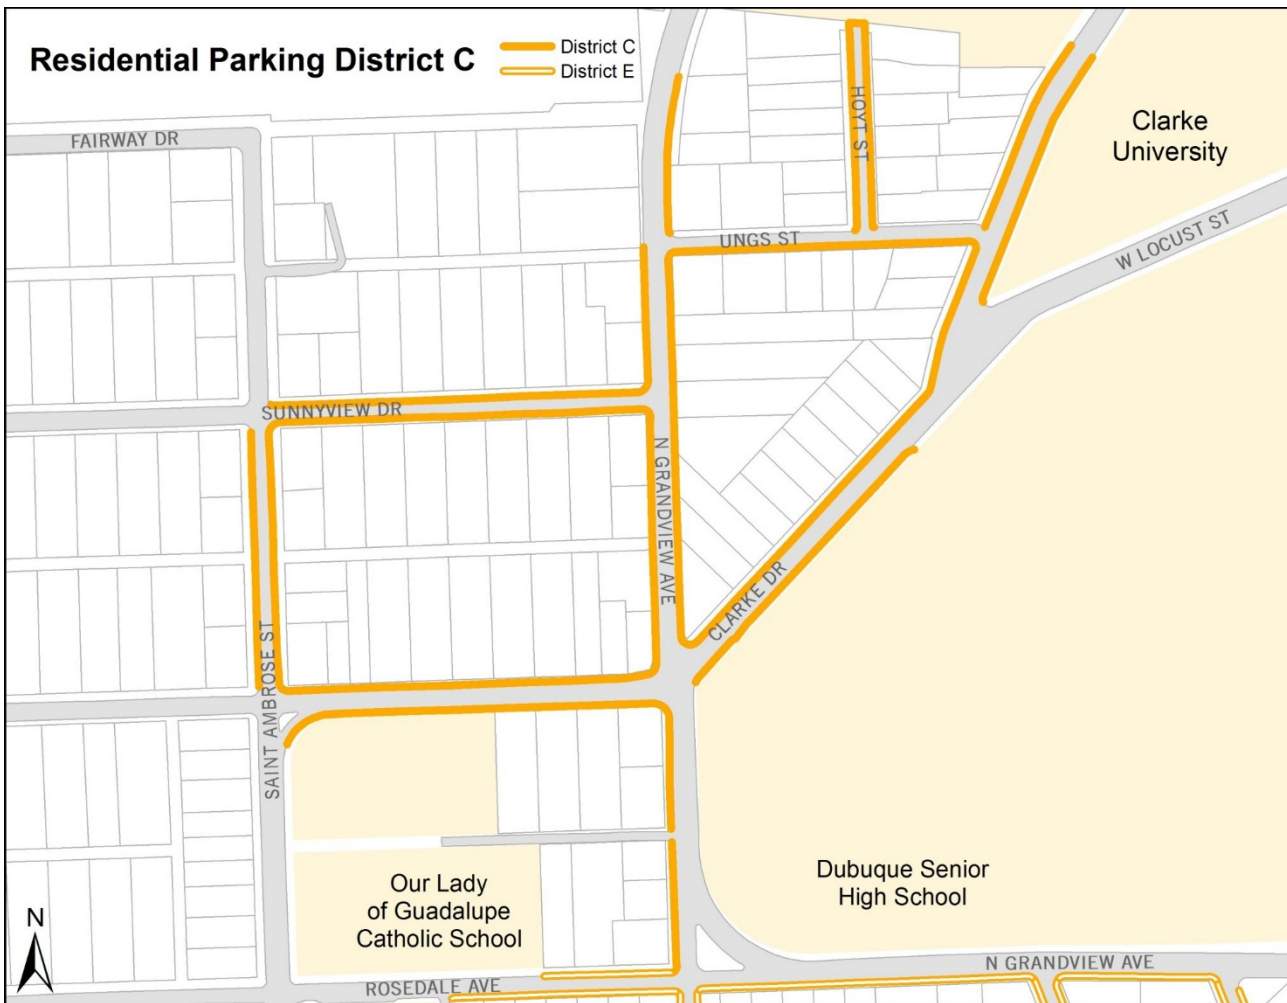 Residential Parking District C
District C
District E
FAIRWAY DR
HOYT ST
Clarke
University
UNGS ST
W LOCUST ST
SUNNYVIEW DR
N GRANDVIEW AVE
CLARKE DR
SAINT AMBROSE ST
Our Lady
of Guadalupe
Catholic School
Dubuque Senior
High School
N
N GRANDVIEW AVE
ROSEDALE AVE